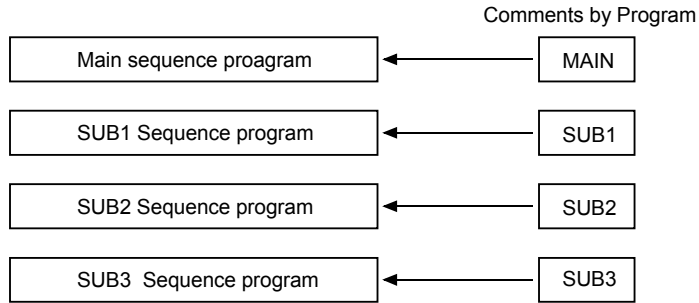 Comments by Program
Main sequence proagram MAIN
SUB1 Sequence program SUB1
SUB2 Sequence program SUB2
SUB3 Sequence program SUB3